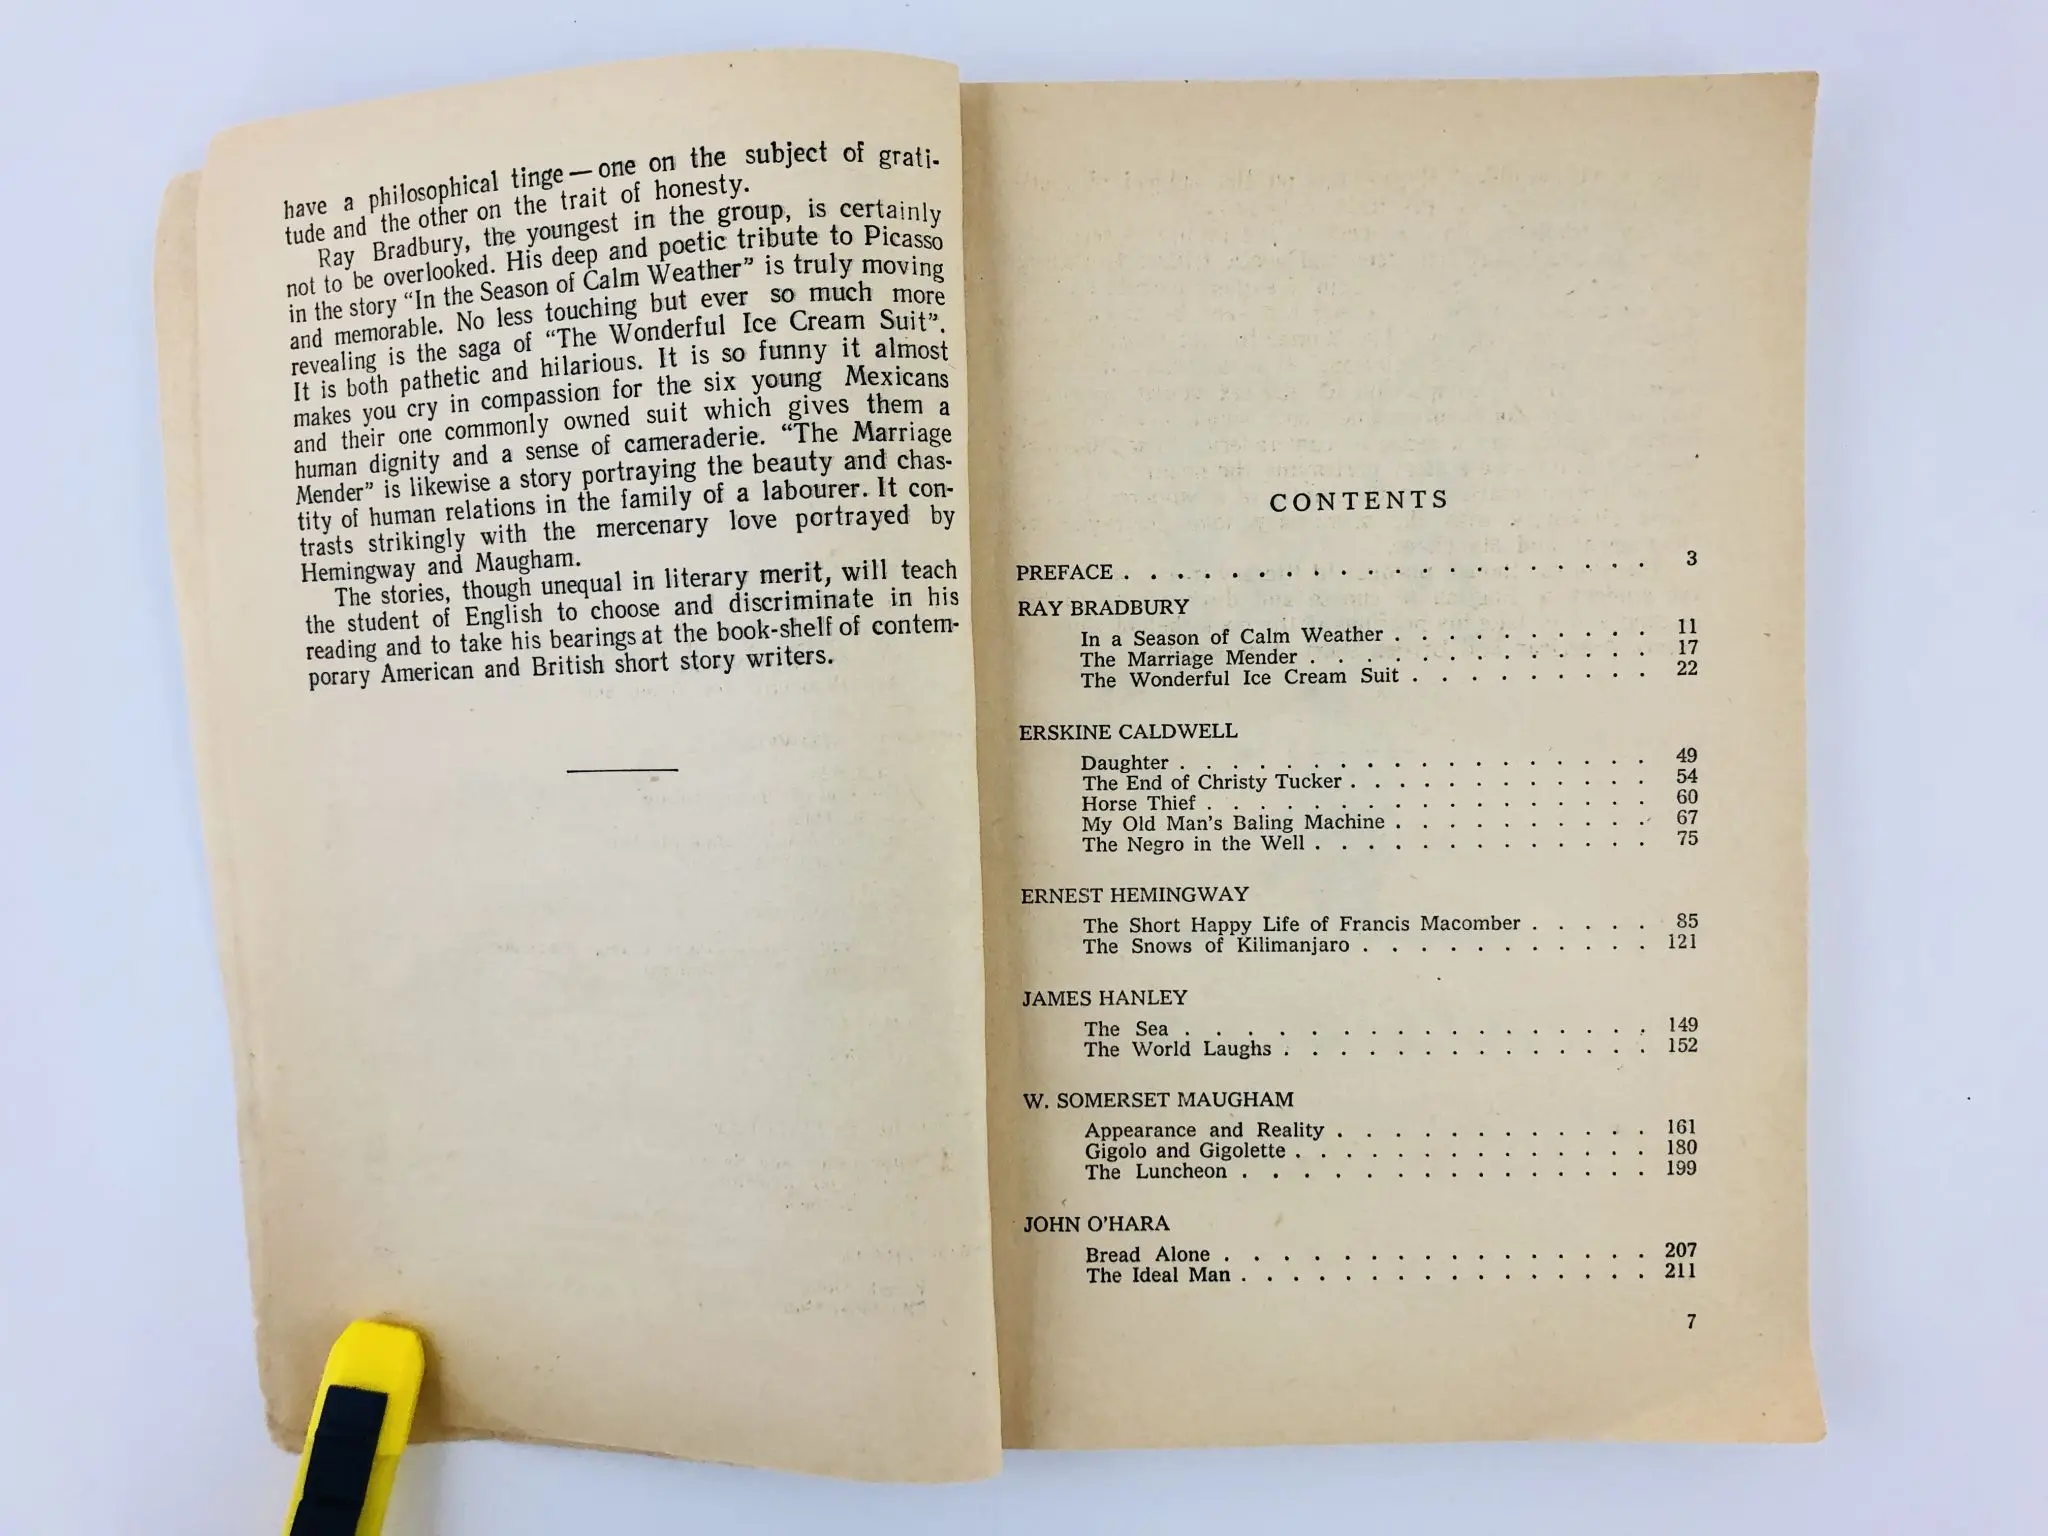 have a philosophical tinge — one on the subject of grati-
tude and the other on the trait of honesty.
Ray Bradbury, the youngest in the group, is certainly
not to be overlooked. His deep and poetic tribute to Picasso
in the story “In the Season of Calm Weather” is truly moving
and memorable. No less touching but ever so much more
revealing is the saga of “The Wonderful Ice Cream Suit”.
It is both pathetic and hilarious. It is so funny it almost
makes you cry in compassion for the six young Mexicans
and their one commonly owned suit which gives them a
human dignity and a sense of cameraderie. “The Marriage
Mender” is likewise a story portraying the beauty and chas-
tity of human relations in the family of a labourer. It con-
trasts strikingly with the mercenary love portrayed by
Hemingway and Maugham.
The stories, though unequal in literary merit, will teach
the student of English to choose and discriminate in his
reading and to take his bearings at the book-shelf of contem-
porary American and British short story writers.
CONTENTS
PREFACE . . . . . . . . . . . . . . . . . . . . 3
RAY BRADBURY
In a Season of Calm Weather . . . . . . . . . . 11
The Marriage Mender . . . . . . . . . . . . . 17
The Wonderful Ice Cream Suit . . . . . . . . . 22
ERSKINE CALDWELL
Daughter . . . . . . . . . . . . . . . . . . 49
The End of Christy Tucker . . . . . . . . . . . . 54
Horse Thief . . . . . . . . . . . . . . . . . 60
My Old Man's Baling Machine . . . . . . . . . . 67
The Negro in the Well . . . . . . . . . . . . . 75
ERNEST HEMINGWAY
The Short Happy Life of Francis Macomber . . . . . 85
The Snows of Kilimanjaro . . . . . . . . . . . 121
JAMES HANLEY
The Sea . . . . . . . . . . . . . . . . . . 149
The World Laughs . . . . . . . . . . . . . . 152
W. SOMERSET MAUGHAM
Appearance and Reality . . . . . . . . . . . . 161
Gigolo and Gigolette . . . . . . . . . . . . . . 180
The Luncheon . . . . . . . . . . . . . . . . 199
JOHN O'HARA
Bread Alone . . . . . . . . . . . . . . . . 207
The Ideal Man . . . . . . . . . . . . . . . . 211
7